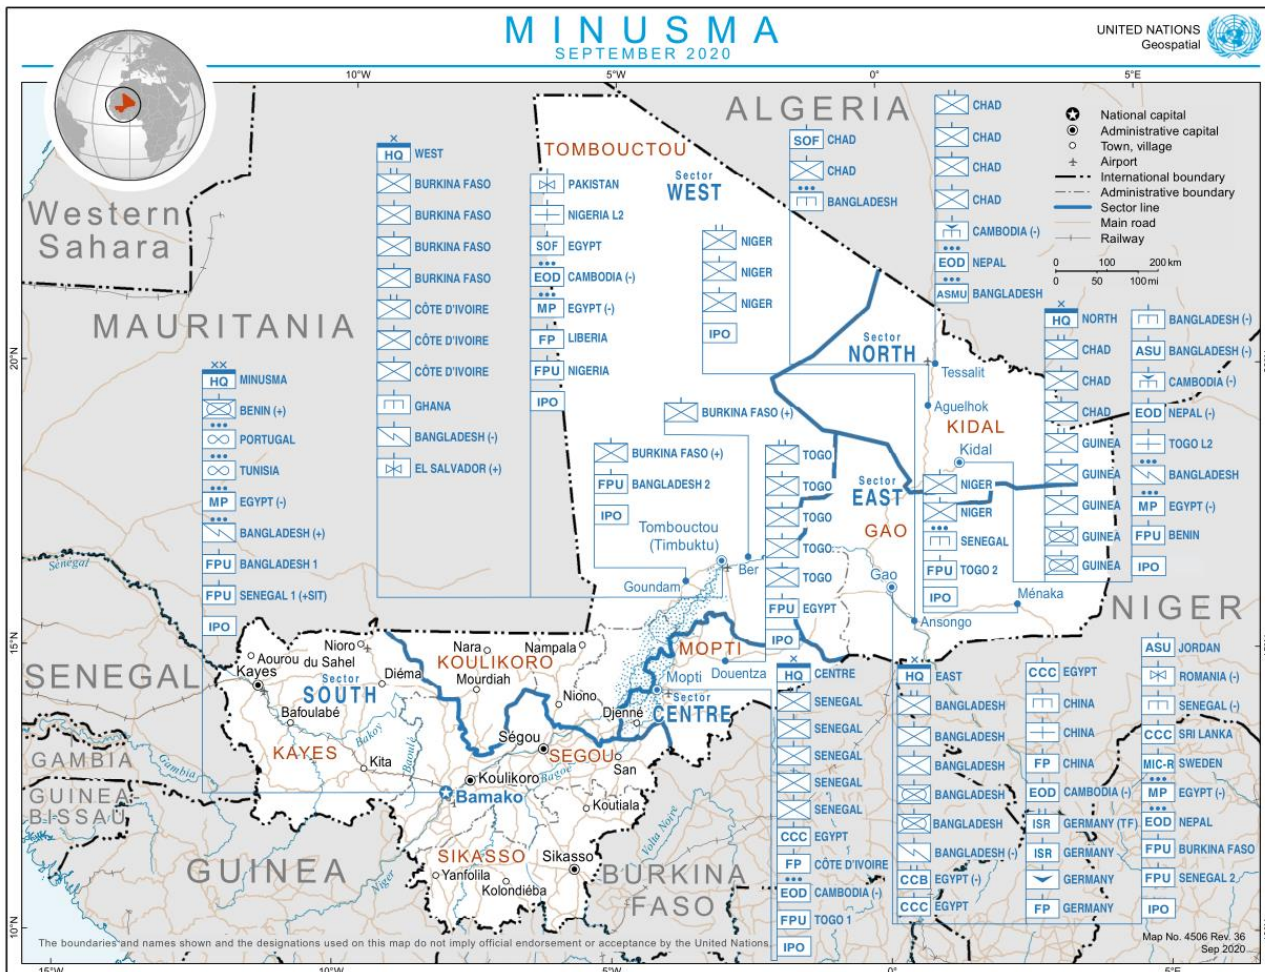 MINUSMA
SEPTEMBER 2020
UNITED NATIONS
Geospatial
10°W
5°W
0°
5°E
National capital
Administrative capital
Town, village
Airport
International boundary
Administrative boundary
Sector line
Main road
Railway
0 100 200 km
0 50 100 mi
ALGERIA
Western
Sahara
MAURITANIA
SENEGAL
GAMBIA
GUINEA
BISSAU
GUINEA
BURKINA
FASO
NIGER
20°N
15°N
10°N
15°W
10°W
5°W
0°
5°E
15°N
TOMBOUCTOU
Sector
WEST
Sector
NORTH
KIDAL
Sector
EAST
GAO
MOPTI
Sector
CENTRE
KOULIKORO
Sector
SOUTH
KAYES
SEGOU
SIKASSO
Tessalit
Aguelhok
Kidal
Tombouctou
(Timbuktu)
Ber
Goundam
Gao
Ménaka
Ansongo
Douentza
Mopti
Djenné
Nioro
du Sahel
Aourou
Kayes
Diéma
Nara
Mourdiah
Nampala
Niono
Bafoulabé
Kita
Ségou
San
Koulikoro
Bamako
Koutiala
Sikasso
Yanfolila
Kolondiéba
Senegal
Gambia
Bakoy
Baoulé
Niger
Volta Noire
HQ MINUSMA
BENIN (+)
PORTUGAL
TUNISIA
MP EGYPT (-)
BANGLADESH (+)
FPU BANGLADESH 1
FPU SENEGAL 1 (+SIT)
IPO
HQ WEST
BURKINA FASO
BURKINA FASO
BURKINA FASO
BURKINA FASO
CÔTE D'IVOIRE
CÔTE D'IVOIRE
CÔTE D'IVOIRE
GHANA
BANGLADESH (-)
EL SALVADOR (+)
PAKISTAN
NIGERIA L2
SOF EGYPT
EOD CAMBODIA (-)
MP EGYPT (-)
FP LIBERIA
FPU NIGERIA
IPO
BURKINA FASO (+)
BURKINA FASO (+)
FPU BANGLADESH 2
IPO
NIGER
NIGER
NIGER
IPO
SOF CHAD
CHAD
BANGLADESH
CHAD
CHAD
CHAD
CHAD
CAMBODIA (-)
EOD NEPAL
ASMU BANGLADESH
HQ NORTH
CHAD
CHAD
CHAD
GUINEA
GUINEA
GUINEA
GUINEA
GUINEA
BANGLADESH (-)
ASU BANGLADESH (-)
CAMBODIA (-)
EOD NEPAL (-)
TOGO L2
BANGLADESH
MP EGYPT (-)
FPU BENIN
IPO
TOGO
TOGO
TOGO
TOGO
TOGO
FPU EGYPT
IPO
NIGER
NIGER
SENEGAL
FPU TOGO 2
IPO
HQ CENTRE
SENEGAL
SENEGAL
SENEGAL
SENEGAL
SENEGAL
CCC EGYPT
FP CÔTE D'IVOIRE
EOD CAMBODIA (-)
FPU TOGO 1
IPO
HQ EAST
BANGLADESH
BANGLADESH
BANGLADESH
BANGLADESH
BANGLADESH
BANGLADESH (-)
CCB EGYPT (-)
CCC EGYPT
CCC EGYPT
CHINA
CHINA
FP CHINA
EOD CAMBODIA (-)
ISR GERMANY (TF)
ISR GERMANY
GERMANY
FP GERMANY
ASU JORDAN
ROMANIA (-)
SENEGAL (-)
CCC SRI LANKA
MIC-R SWEDEN
MP EGYPT (-)
EOD NEPAL
FPU BURKINA FASO
FPU SENEGAL 2
IPO
The boundaries and names shown and the designations used on this map do not imply official endorsement or acceptance by the United Nations.
Map No. 4506 Rev. 36
Sep 2020